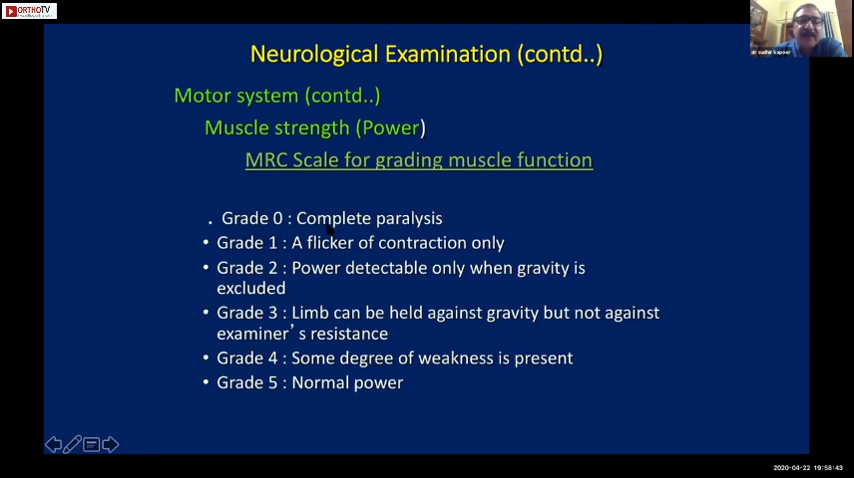 ORTHOTV
dr sudhir kapoor
Neurological Examination (contd..)
Motor system (contd..)
Muscle strength (Power)
MRC Scale for grading muscle function
. Grade 0 : Complete paralysis
• Grade 1 : A flicker of contraction only
• Grade 2 : Power detectable only when gravity is
excluded
• Grade 3 : Limb can be held against gravity but not against
examiner’s resistance
• Grade 4 : Some degree of weakness is present
• Grade 5 : Normal power
2020-04-22 19:58:43